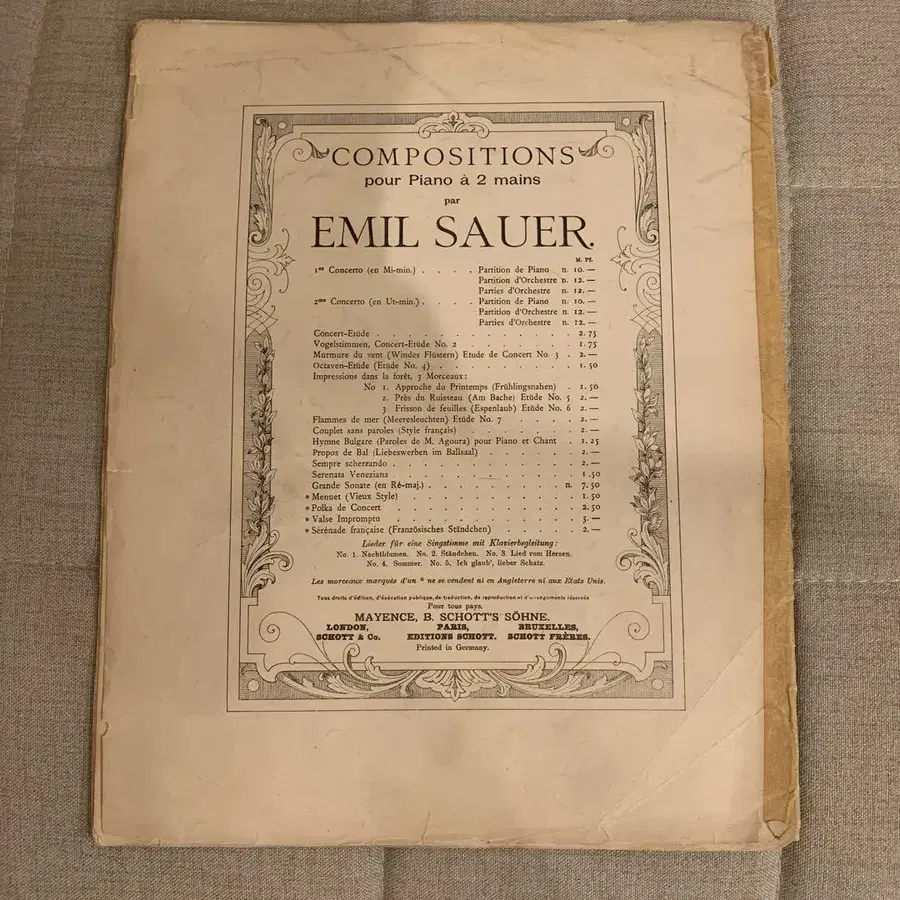 COMPOSITIONS
pour Piano à 2 mains
par
EMIL SAUER.
M. Pf.
1er Concerto (en Mi-min.) . . . . Partition de Piano n. 10. —
Partition d'Orchestre n. 12. —
Parties d'Orchestre n. 12. —
2me Concerto (en Ut-min.) . . . . Partition de Piano n. 10. —
Partition d'Orchestre n. 12. —
Parties d'Orchestre n. 12. —
Concert-Etüde . . . . . . . . . . . 2. 75
Vogelstimmen, Concert-Etüde No. 2 . . . . . . . 1. 75
Murmure du vent (Windes Flüstern) Etude de Concert No. 3 . 2. —
Octaven-Etüde (Etüde No. 4) . . . . . . . . . 1. 50
Impressions dans la forêt, 3 Morceaux:
No 1. Approche du Printemps (Frühlingsnahen) . 1. 50
2. Près du Ruisseau (Am Bache) Etüde No. 5 2. —
3 Frisson de feuilles (Espenlaub) Etüde No. 6 2. —
Flammes de mer (Meeresleuchten) Etüde No. 7 . . . . 2. —
Couplet sans paroles (Style français) . . . . . . . 2. —
Hymne Bulgare (Paroles de M. Agoura) pour Piano et Chant . 1. 25
Propos de Bal (Liebeswerben im Ballsaal) . . . . . . 2. —
Sempre scherzando . . . . . . . . . . . 2. —
Serenata Veneziana . . . . . . . . . . . 1. 50
Grande Sonate (en Ré-maj.) . . . . . . . . n. 7. 50
* Menuet (Vieux Style) . . . . . . . . . . 1. 50
* Polka de Concert . . . . . . . . . . . 2. 50
* Valse Impromptu . . . . . . . . . . . 3. —
* Sérénade française (Französisches Ständchen) . . . . . 2. —
Lieder für eine Singstimme mit Klavierbegleitung:
No. 1. Nachtblumen. No. 2. Ständchen. No. 3. Lied vom Herzen.
No. 4. Sommer. No. 5. Ich glaub', lieber Schatz.
Les morceaux marqués d'un * ne se vendent ni en Angleterre ni aux Etats Unis.
Tous droits d'édition, d'exécution publique, de traduction, de reproduction et d'arrangements réservés
Pour tous pays.
MAYENCE, B. SCHOTT'S SÖHNE.
LONDON, PARIS, BRUXELLES,
SCHOTT & Co. EDITIONS SCHOTT. SCHOTT FRÈRES.
Printed in Germany.